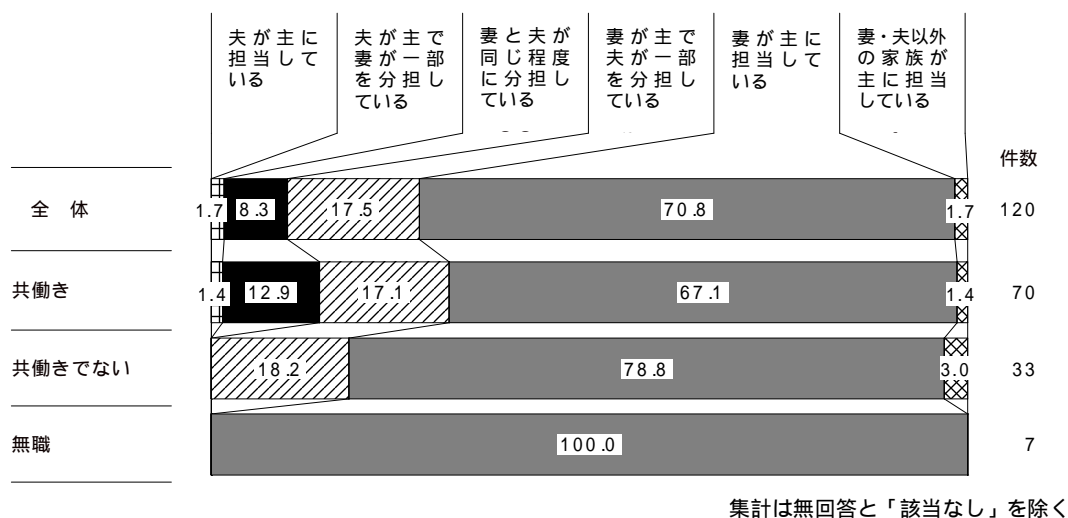 夫が主に
担当して
いる
夫が主で
妻が一部
を分担し
ている
妻と夫が
同じ程度
に分担し
ている
妻が主で
夫が一部
を分担し
ている
妻が主に
担当して
いる
妻・夫以外
の家族が
主に担当
している
件数
全 体 1.7 8.3 17.5 70.8 1.7 120
共働き 1.4 12.9 17.1 67.1 1.4 70
共働きでない 18.2 78.8 3.0 33
無職 100.0 7
集計は無回答と「該当なし」を除く